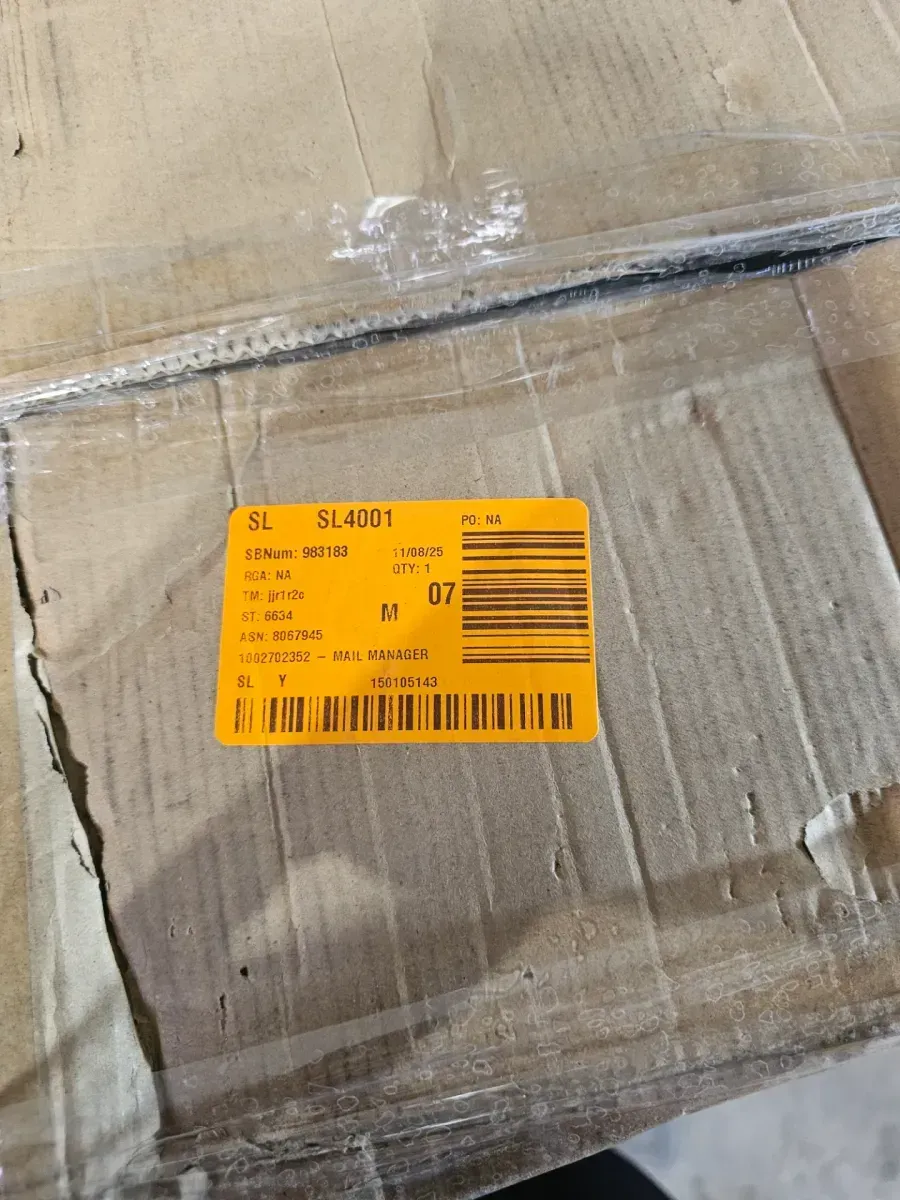 SL SL4001 PO: NA
SBNum: 983183 11/08/25
RGA: NA QTY: 1
TM: jjr1r2c 07
ST: 6634 M
ASN: 8067945
1002702352 – MAIL MANAGER
SL Y 150105143